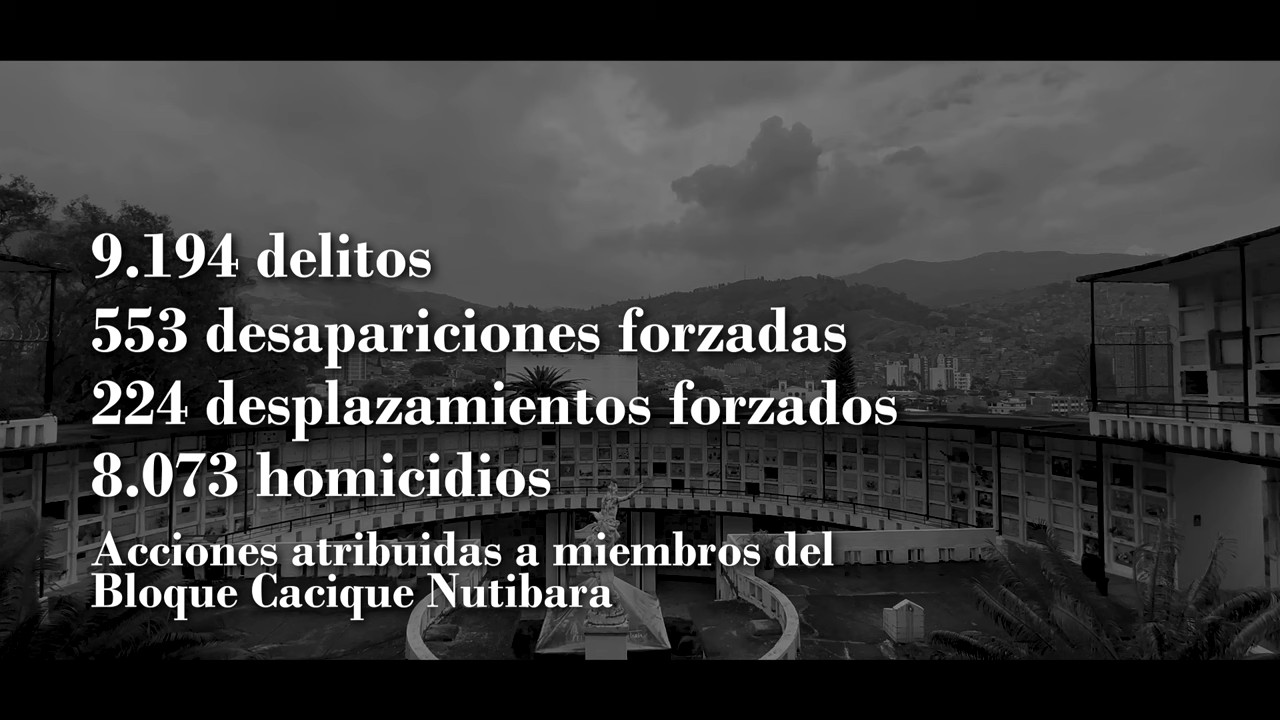 9.194 delitos
553 desapariciones forzadas
224 desplazamientos forzados
8.073 homicidios
Acciones atribuidas a miembros del
Bloque Cacique Nutibara